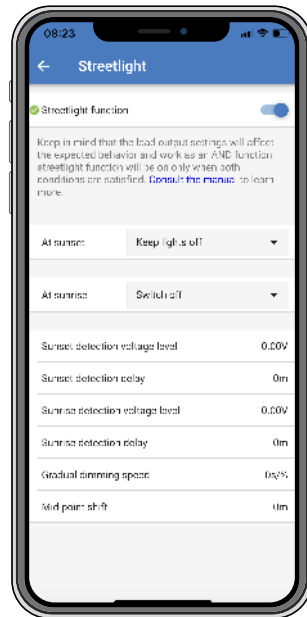 08:23
Streetlight
Streetlight function
Keep in mind that the load output settings will affect
the expected behavior and work as an AND function,
streetlight function will be on only when both
conditions are satisfied. Consult the manual to learn
more.
At sunset Keep lights off
At sunrise Switch off
Sunset detection voltage level 0.00V
Sunset detection delay 0m
Sunrise detection voltage level 0.00V
Sunrise detection delay 0m
Gradual dimming speed 0s/%
Mid point shift 0m